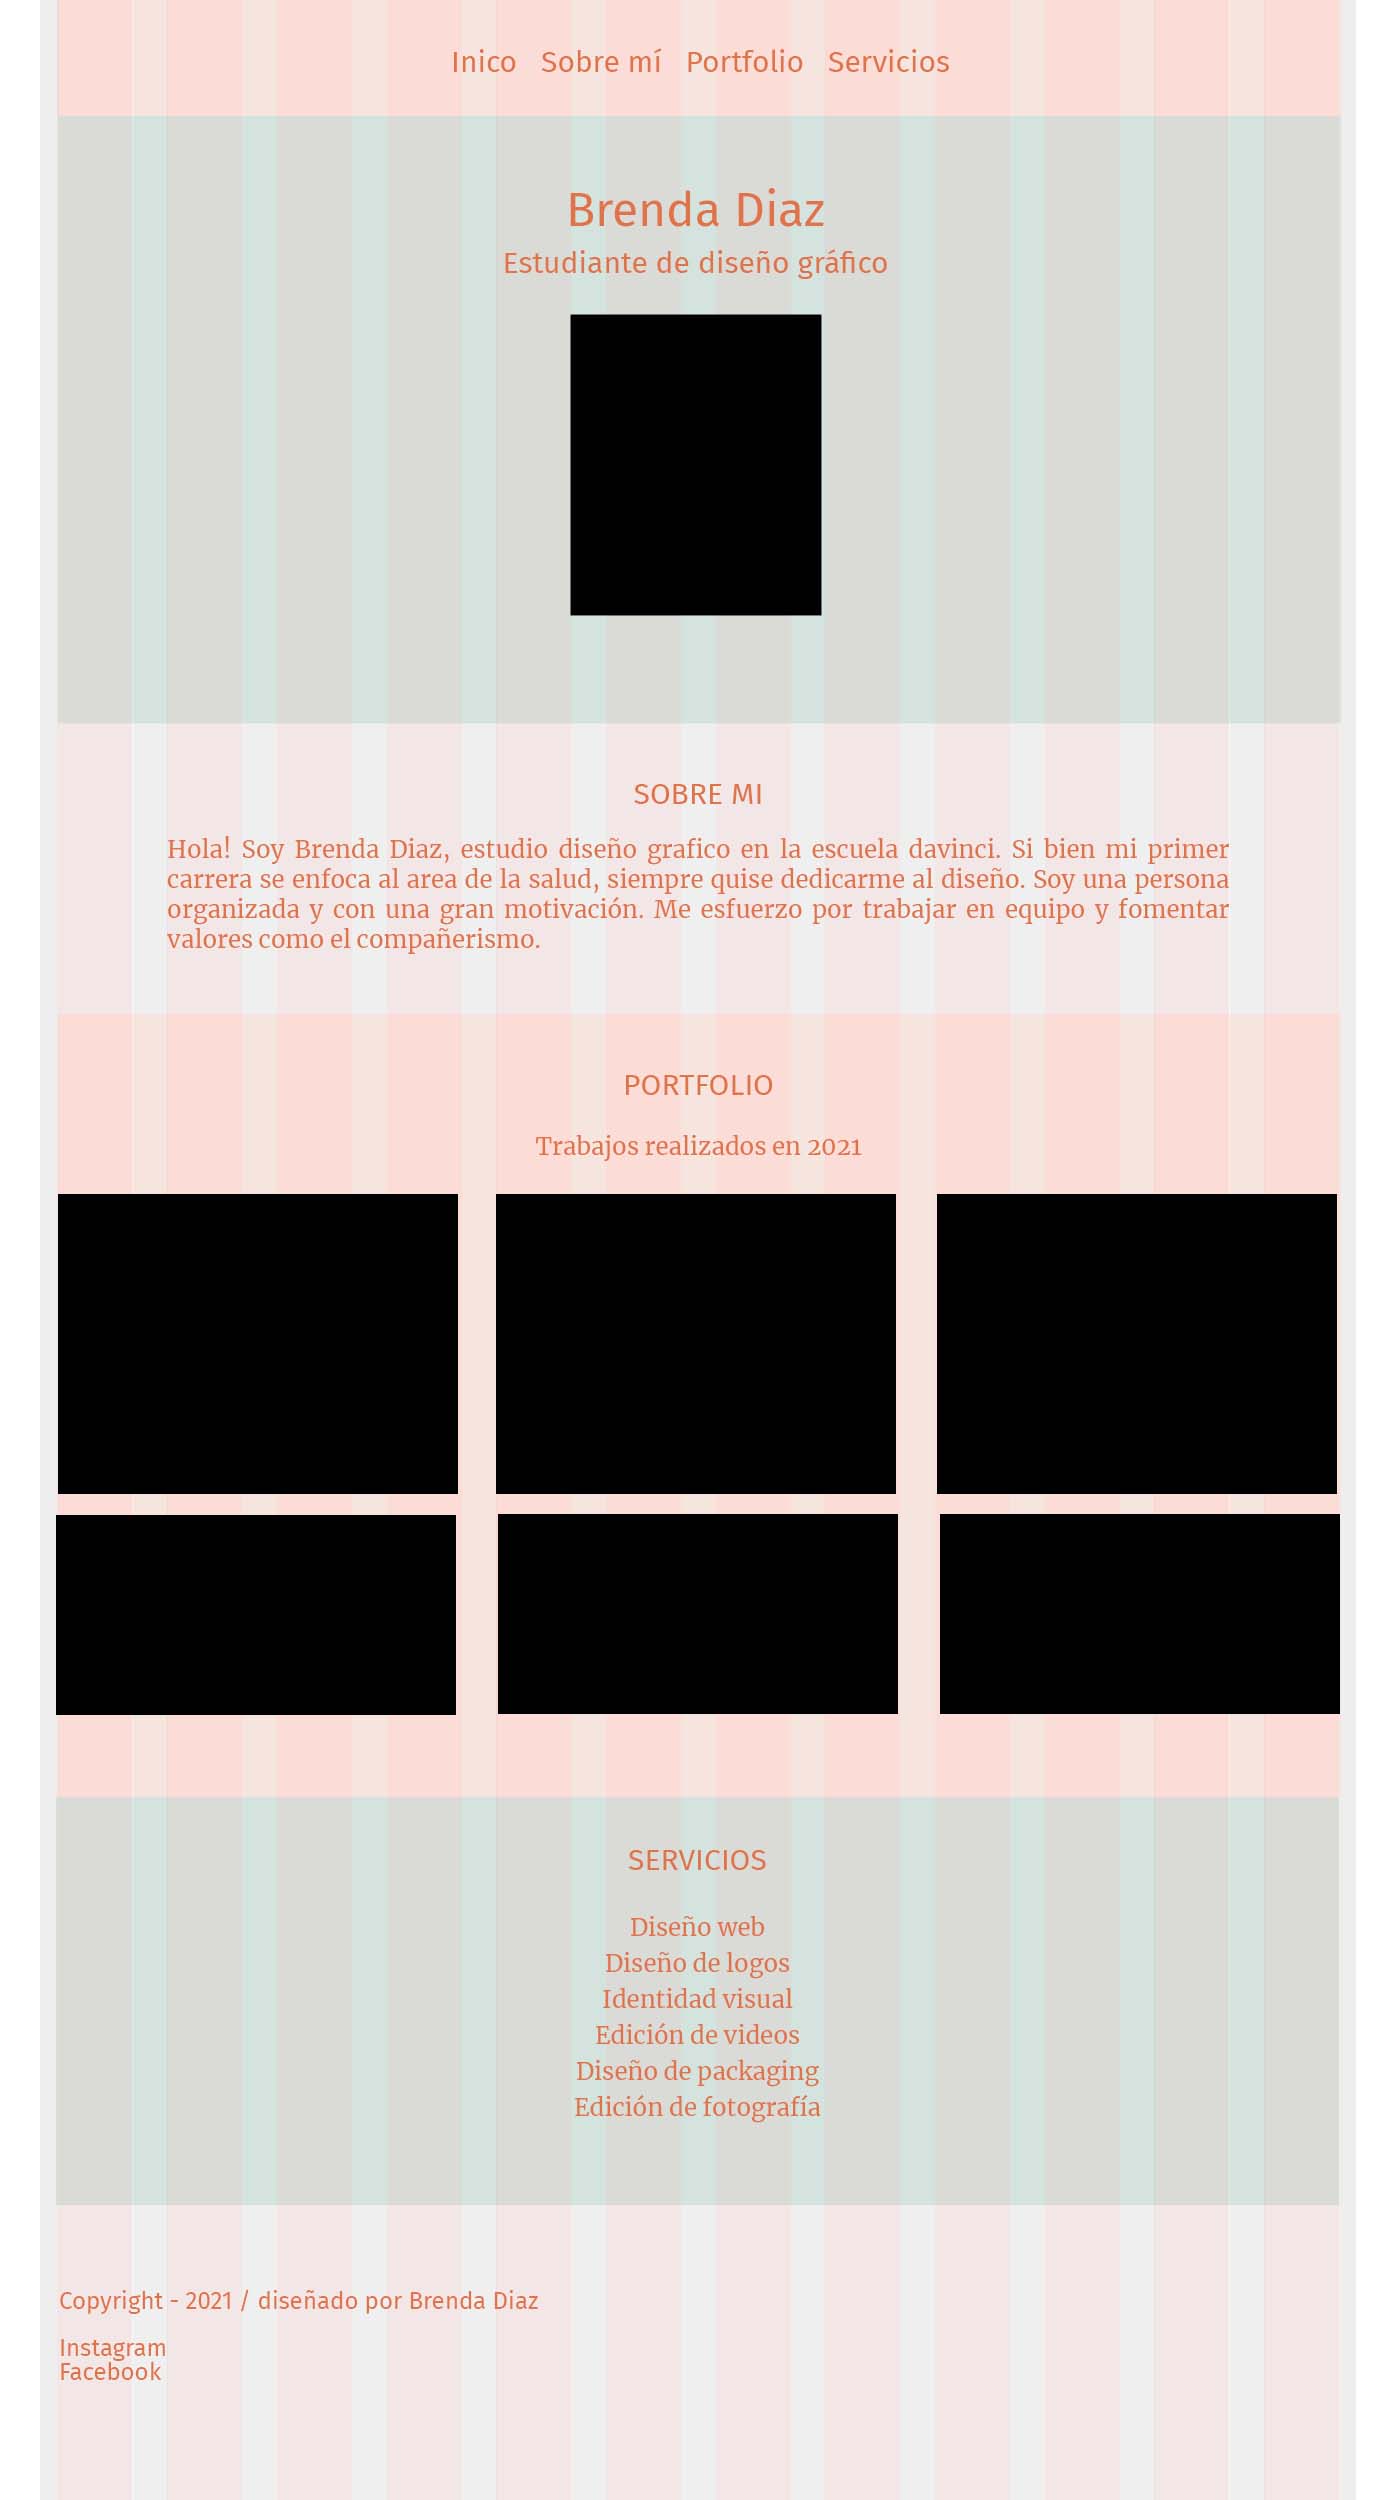 Inico Sobre mí Portfolio Servicios
Brenda Diaz
Estudiante de diseño gráfico
SOBRE MI
Hola! Soy Brenda Diaz, estudio diseño grafico en la escuela davinci. Si bien mi primer
carrera se enfoca al area de la salud, siempre quise dedicarme al diseño. Soy una persona
organizada y con una gran motivación. Me esfuerzo por trabajar en equipo y fomentar
valores como el compañerismo.
PORTFOLIO
Trabajos realizados en 2021
SERVICIOS
Diseño web
Diseño de logos
Identidad visual
Edición de videos
Diseño de packaging
Edición de fotografía
Copyright - 2021 / diseñado por Brenda Diaz
Instagram
Facebook